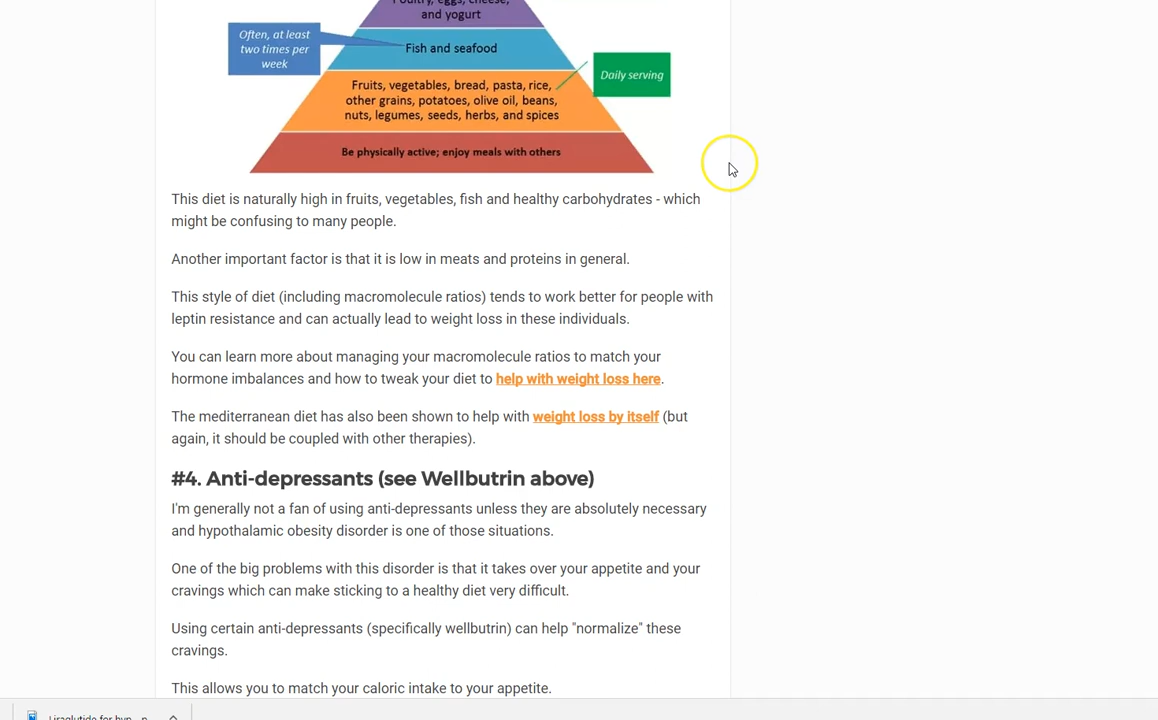 Poultry, eggs, cheese,
and yogurt
Often, at least
two times per
week
Fish and seafood
Daily serving
Fruits, vegetables, bread, pasta, rice,
other grains, potatoes, olive oil, beans,
nuts, legumes, seeds, herbs, and spices
Be physically active; enjoy meals with others
This diet is naturally high in fruits, vegetables, fish and healthy carbohydrates - which
might be confusing to many people.
Another important factor is that it is low in meats and proteins in general.
This style of diet (including macromolecule ratios) tends to work better for people with
leptin resistance and can actually lead to weight loss in these individuals.
You can learn more about managing your macromolecule ratios to match your
hormone imbalances and how to tweak your diet to help with weight loss here.
The mediterranean diet has also been shown to help with weight loss by itself (but
again, it should be coupled with other therapies).
#4. Anti-depressants (see Wellbutrin above)
I'm generally not a fan of using anti-depressants unless they are absolutely necessary
and hypothalamic obesity disorder is one of those situations.
One of the big problems with this disorder is that it takes over your appetite and your
cravings which can make sticking to a healthy diet very difficult.
Using certain anti-depressants (specifically wellbutrin) can help "normalize" these
cravings.
This allows you to match your caloric intake to your appetite.
Liraglutide for hyp...p